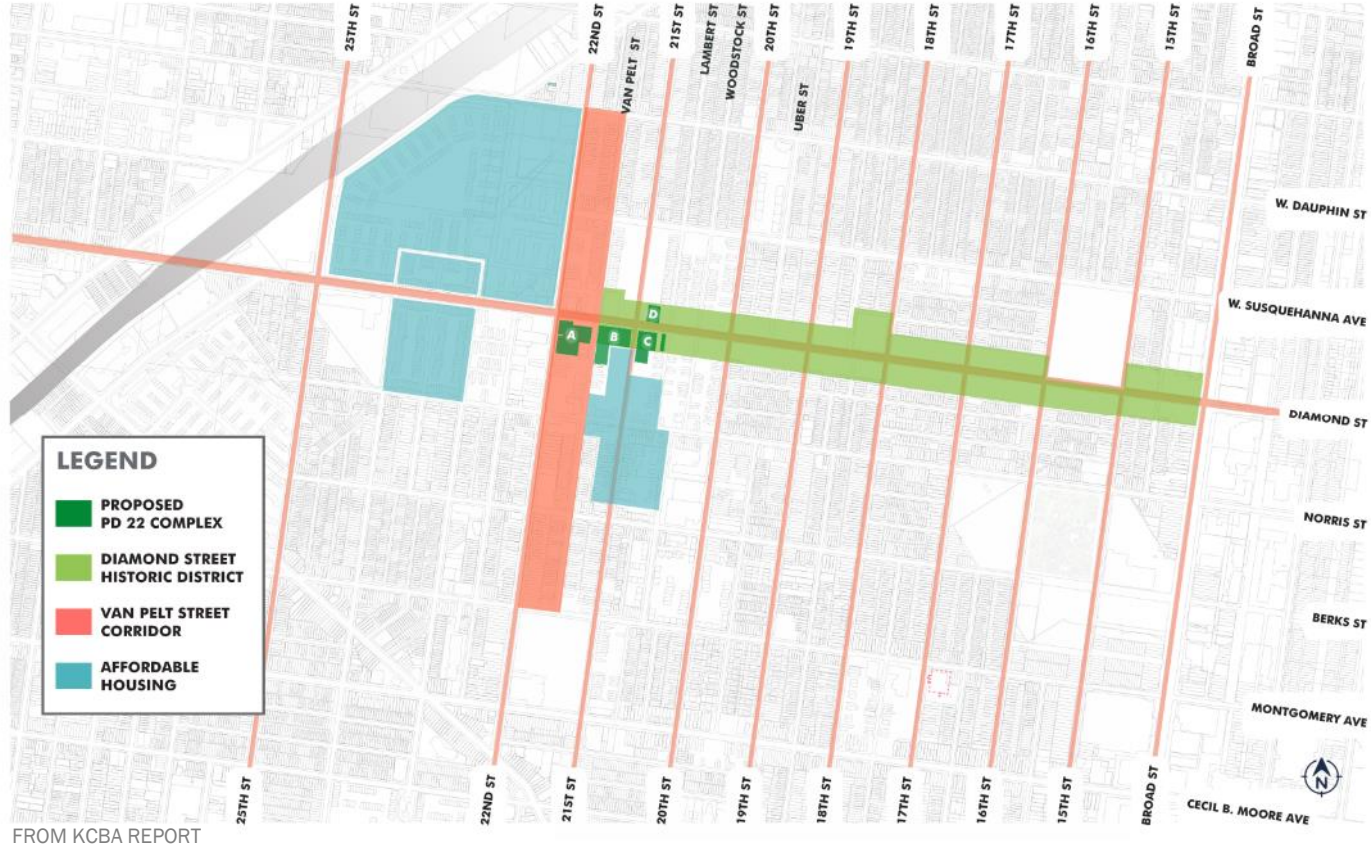 25TH ST
22ND ST
VAN PELT ST
21ST ST
LAMBERT ST
WOODSTOCK ST
20TH ST
UBER ST
19TH ST
18TH ST
17TH ST
16TH ST
15TH ST
BROAD ST
W. DAUPHIN ST
W. SUSQUEHANNA AVE
DIAMOND ST
NORRIS ST
BERKS ST
MONTGOMERY AVE
CECIL B. MOORE AVE
A
B
C
D
LEGEND
PROPOSED
PD 22 COMPLEX
DIAMOND STREET
HISTORIC DISTRICT
VAN PELT STREET
CORRIDOR
AFFORDABLE
HOUSING
N
25TH ST
22ND ST
21ST ST
20TH ST
19TH ST
18TH ST
17TH ST
16TH ST
15TH ST
BROAD ST
FROM KCBA REPORT